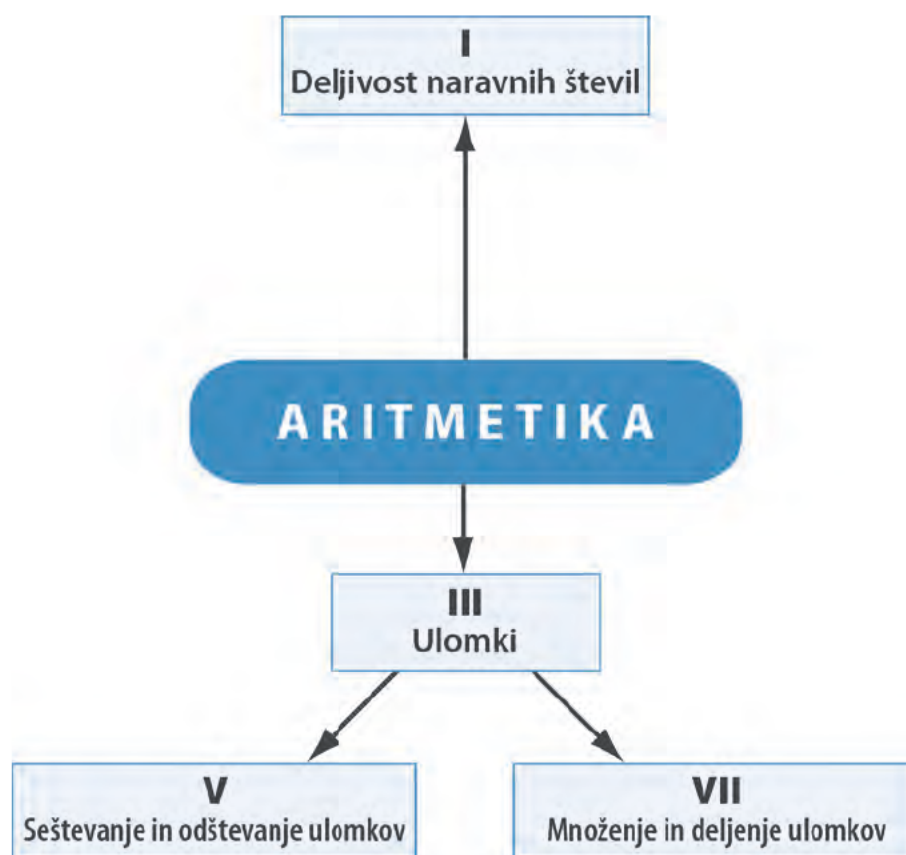 I
Deljivost naravnih števil
ARITMETIKA
III
Ulomki
V
Seštevanje in odštevanje ulomkov
VII
Množenje in deljenje ulomkov